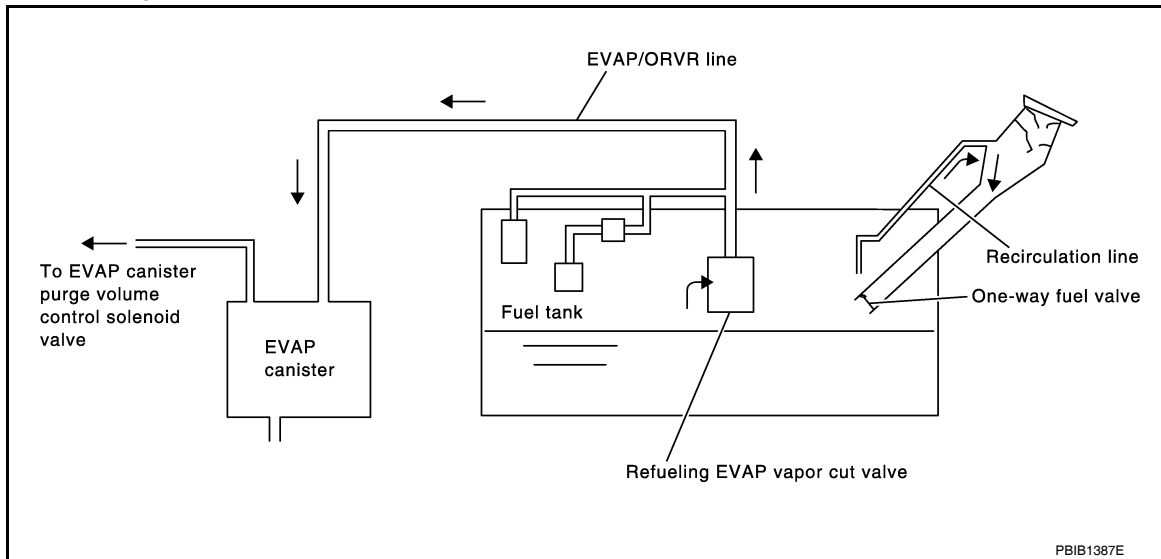 EVAP/ORVR line
Recirculation line
To EVAP canister
purge volume
control solenoid
valve
One-way fuel valve
Fuel tank
EVAP
canister
Refueling EVAP vapor cut valve
PBIB1387E